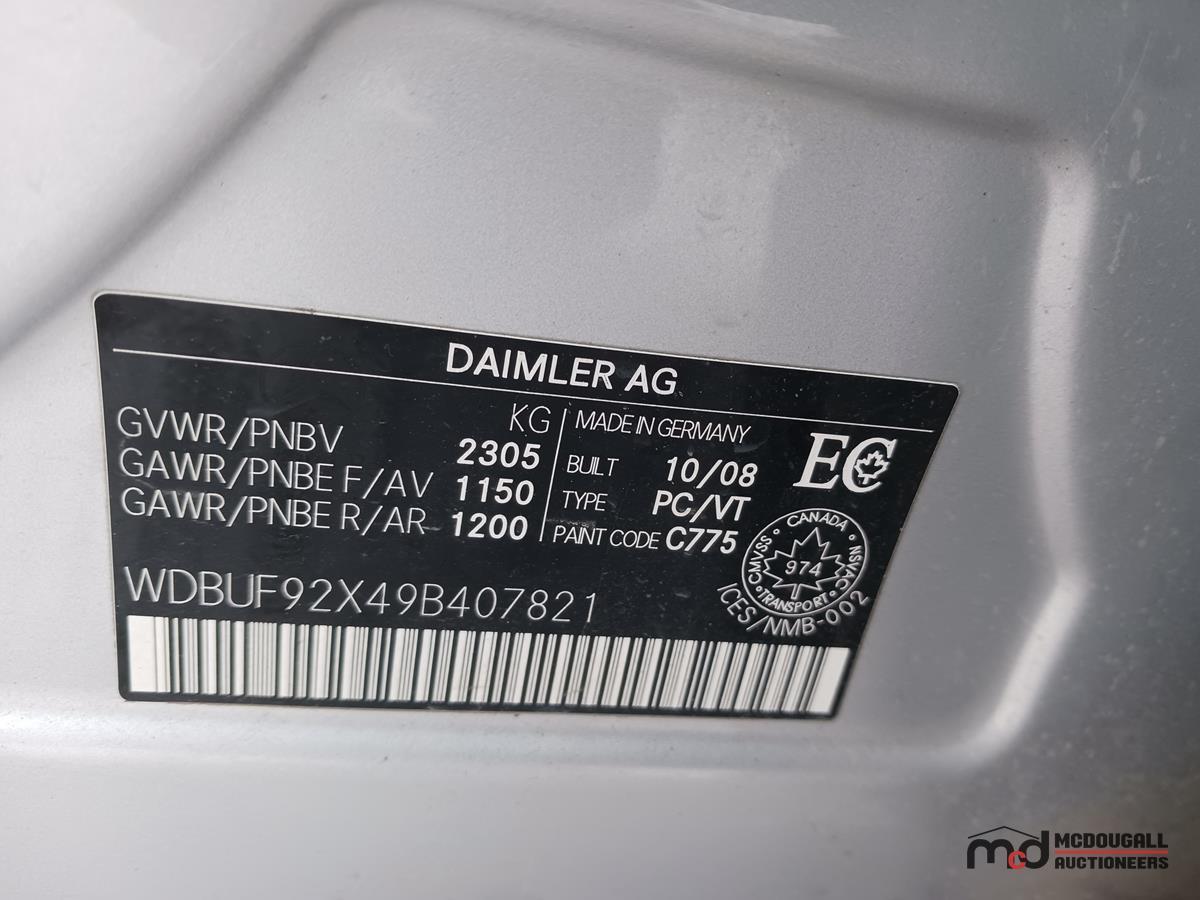 DAIMLER AG
KG
GVWR/PNBV 2305
GAWR/PNBE F/AV 1150
GAWR/PNBE R/AR 1200
MADE IN GERMANY
BUILT 10/08
TYPE PC/VT
PAINT CODE C775
EC
CANADA
CMVSS NSVAC
974
TRANSPORT
ICES/NMB-002
WDBUF92X49B407821
mcd MCDOUGALL
AUCTIONEERS